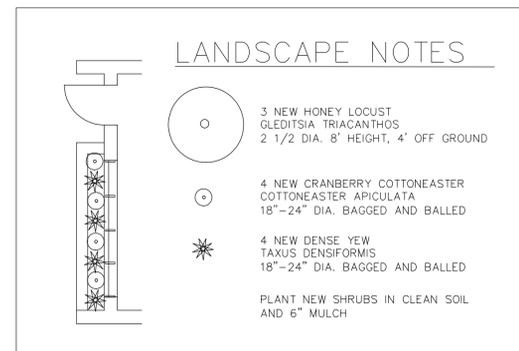 LANDSCAPE NOTES
3 NEW HONEY LOCUST
GLEDITSIA TRIACANTHOS
2 1/2 DIA. 8' HEIGHT, 4' OFF GROUND
4 NEW CRANBERRY COTTONEASTER
COTTONEASTER APICULATA
18"-24" DIA. BAGGED AND BALLED
4 NEW DENSE YEW
TAXUS DENSIFORMIS
18"-24" DIA. BAGGED AND BALLED
PLANT NEW SHRUBS IN CLEAN SOIL
AND 6" MULCH